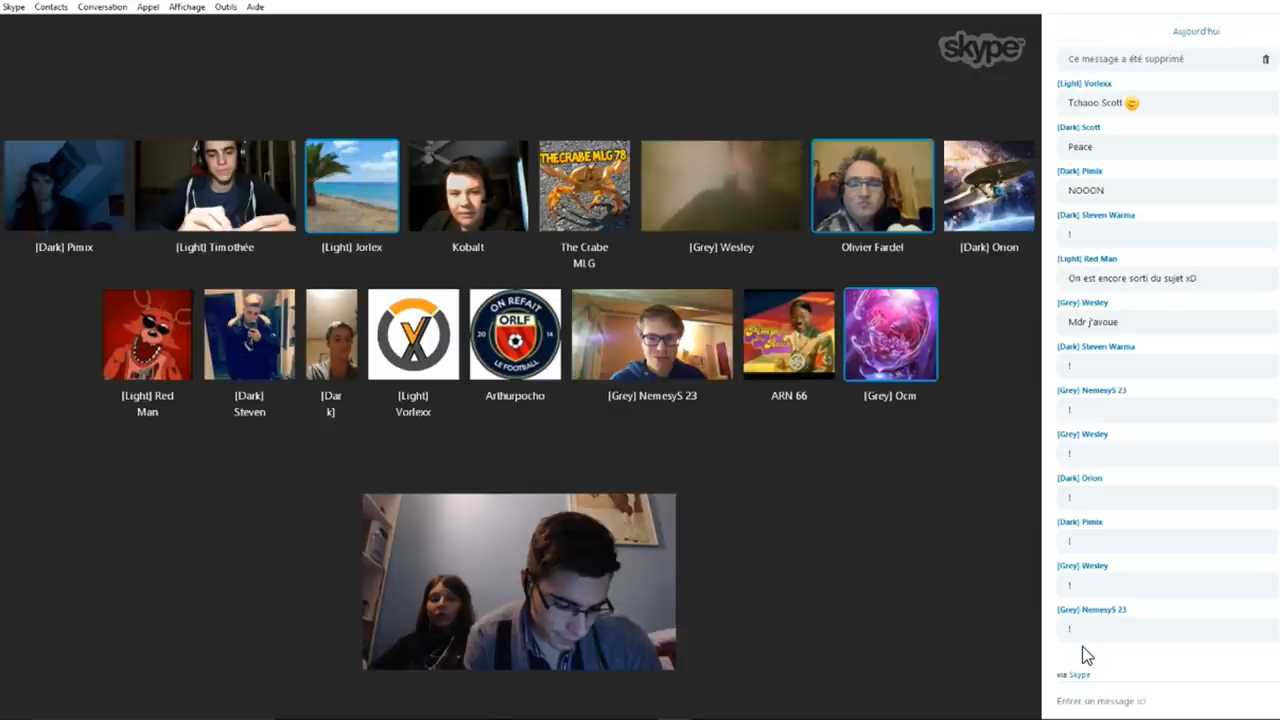 Skype Contacts Conversation Appel Affichage Outils Aide
skype™
THE CRABE MLG 78
[Dark] Pimix
[Light] Timothée
[Light] Jorlex
Kobalt
The Crabe
MLG
[Grey] Wesley
Olivier Fardel
[Dark] Orion
ON REFAIT
20 ORLF 14
LE FOOTBALL
[Light] Red
Man
[Dark]
Steven
[Dar
k]
[Light]
Vorlexx
Arthurpocho
[Grey] NemesyS 23
ARN 66
[Grey] Ocm
Aujourd'hui
Ce message a été supprimé
[Light] Vorlexx
Tchaoo Scott
[Dark] Scott
Peace
[Dark] Pimix
NOOON
[Dark] Steven Warma
!
[Light] Red Man
On est encore sorti du sujet xD
[Grey] Wesley
Mdr j'avoue
[Dark] Steven Warma
!
[Grey] NemesyS 23
!
[Grey] Wesley
!
[Dark] Orion
!
[Dark] Pimix
!
[Grey] Wesley
!
[Grey] NemesyS 23
!
via Skype
Entrer un message ici